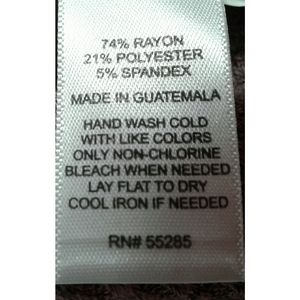 74% RAYON
21% POLYESTER
5% SPANDEX
MADE IN GUATEMALA
HAND WASH COLD
WITH LIKE COLORS
ONLY NON-CHLORINE
BLEACH WHEN NEEDED
LAY FLAT TO DRY
COOL IRON IF NEEDED
RN# 55285